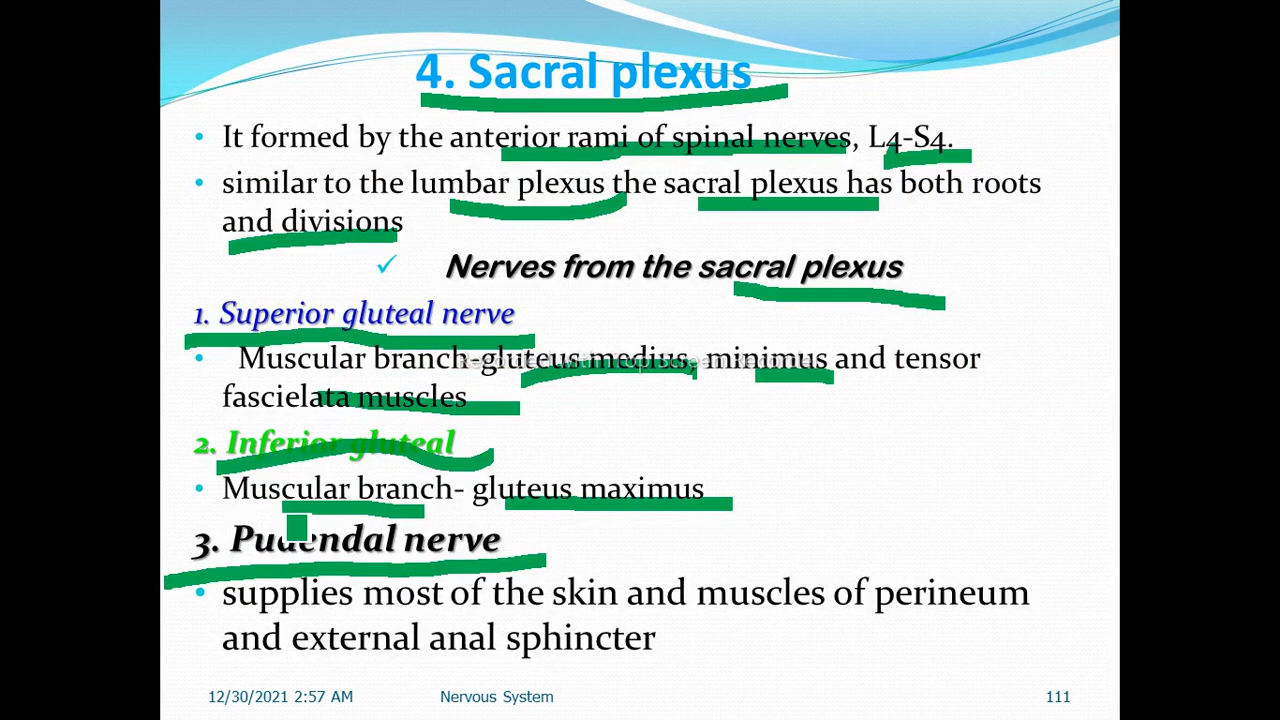 4. Sacral plexus
• It formed by the anterior rami of spinal nerves, L4-S4.
• similar to the lumbar plexus the sacral plexus has both roots
and divisions
✓ Nerves from the sacral plexus
1. Superior gluteal nerve
• Muscular branch-gluteus medius, minimus and tensor
fascielata muscles
2. Inferior gluteal
• Muscular branch- gluteus maximus
3. Pudendal nerve
• supplies most of the skin and muscles of perineum
and external anal sphincter
12/30/2021 2:57 AM Nervous System 111